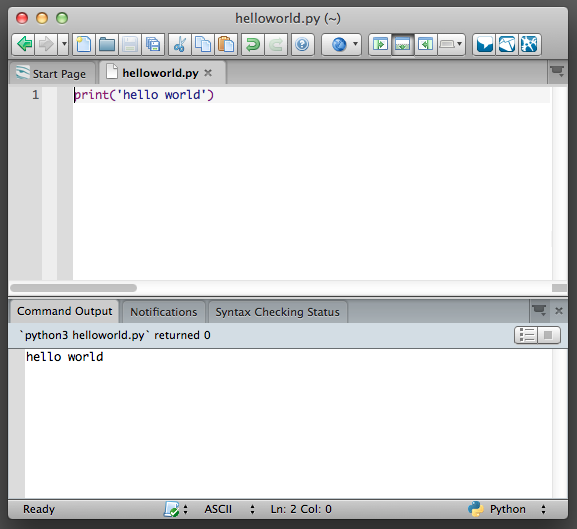 helloworld.py (~)
Start Page
helloworld.py
1
print('hello world')
Command Output
Notifications
Syntax Checking Status
`python3 helloworld.py` returned 0
hello world
Ready
ASCII
Ln: 2 Col: 0
Python